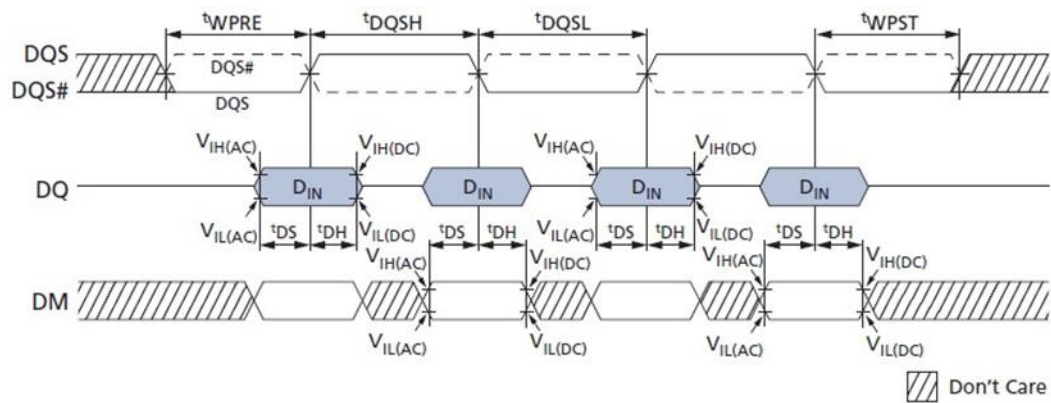 tWPRE tDQSH tDQSL tWPST
DQS
DQS#
DQS#
DQS
VIH(AC) VIH(DC) VIH(AC) VIH(DC)
DQ DIN DIN DIN DIN
VIL(AC) tDS tDH VIL(DC) tDS tDH VIL(AC) tDS tDH VIL(DC) tDS tDH
VIH(AC) VIH(DC) VIH(AC) VIH(DC)
DM
VIL(AC) VIL(DC) VIL(AC) VIL(DC)
Don't Care